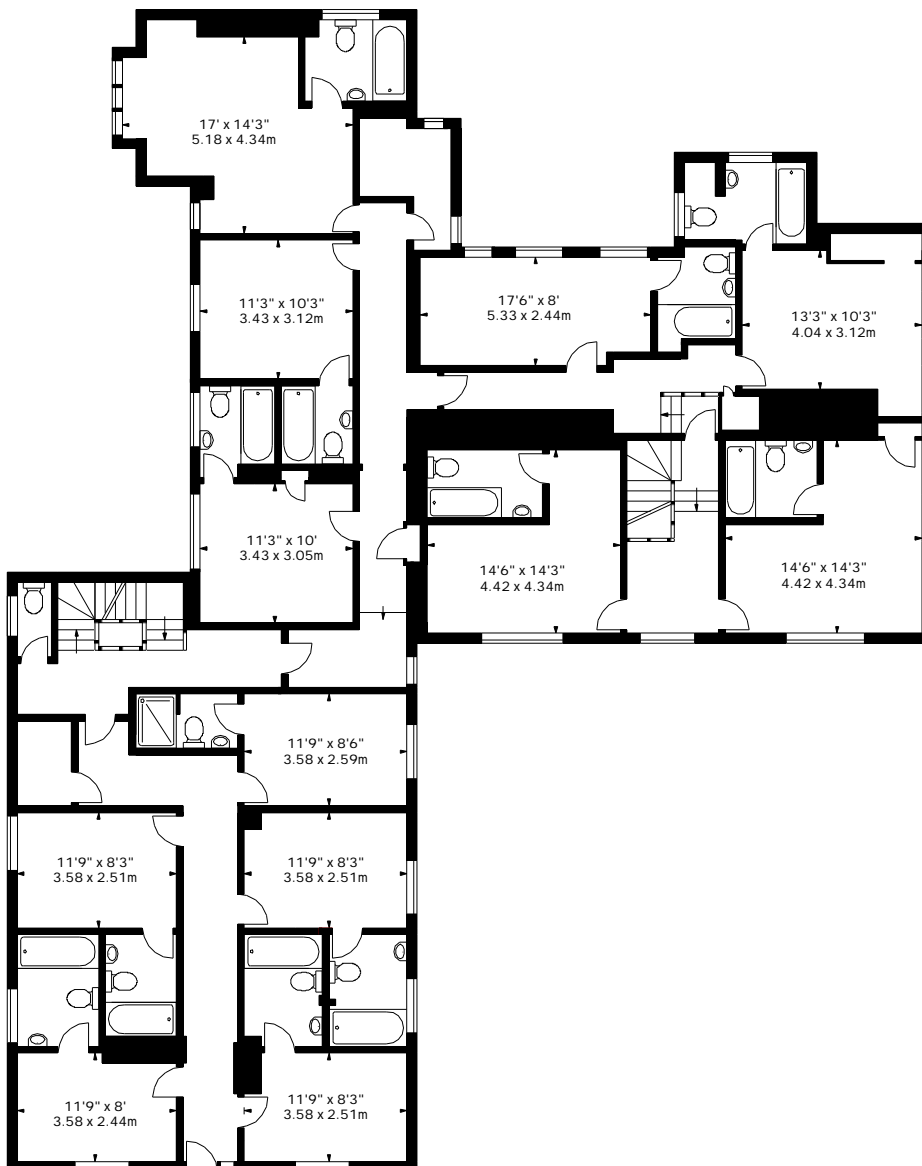 17' x 14'3"
5.18 x 4.34m
11'3" x 10'3"
3.43 x 3.12m
17'6" x 8'
5.33 x 2.44m
13'3" x 10'3"
4.04 x 3.12m
11'3" x 10'
3.43 x 3.05m
14'6" x 14'3"
4.42 x 4.34m
14'6" x 14'3"
4.42 x 4.34m
11'9" x 8'6"
3.58 x 2.59m
11'9" x 8'3"
3.58 x 2.51m
11'9" x 8'3"
3.58 x 2.51m
11'9" x 8'
3.58 x 2.44m
11'9" x 8'3"
3.58 x 2.51m